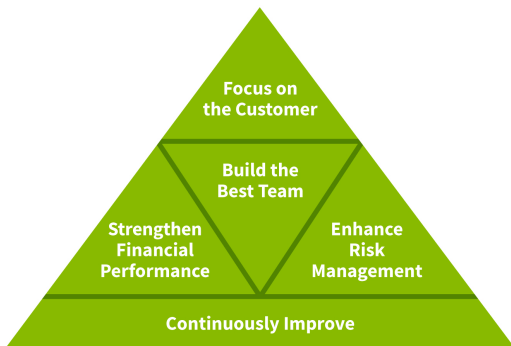 Focus on
the Customer
Build the
Best Team
Strengthen
Financial
Performance
Enhance
Risk
Management
Continuously Improve